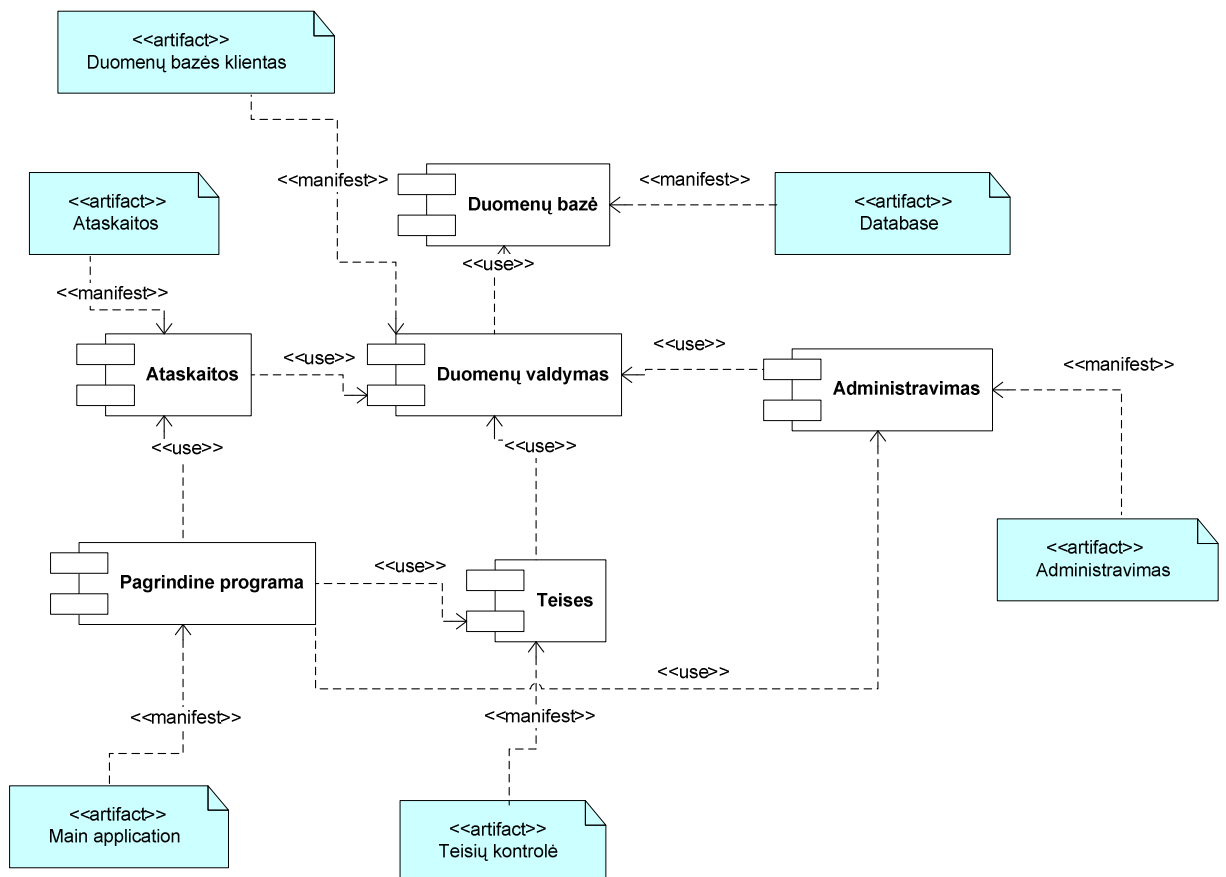 <<artifact>>
Duomenų bazės klientas
<<manifest>>
<<manifest>>
<<artifact>>
Ataskaitos
Duomenų bazė
<<artifact>>
Database
<<use>>
<<manifest>>
<<use>>
<<use>>
<<manifest>>
Ataskaitos
Duomenų valdymas
Administravimas
<<use>>
<<use>>
<<artifact>>
Administravimas
<<use>>
Pagrindine programa
Teises
<<use>>
<<manifest>>
<<manifest>>
<<artifact>>
Main application
<<artifact>>
Teisių kontrolė